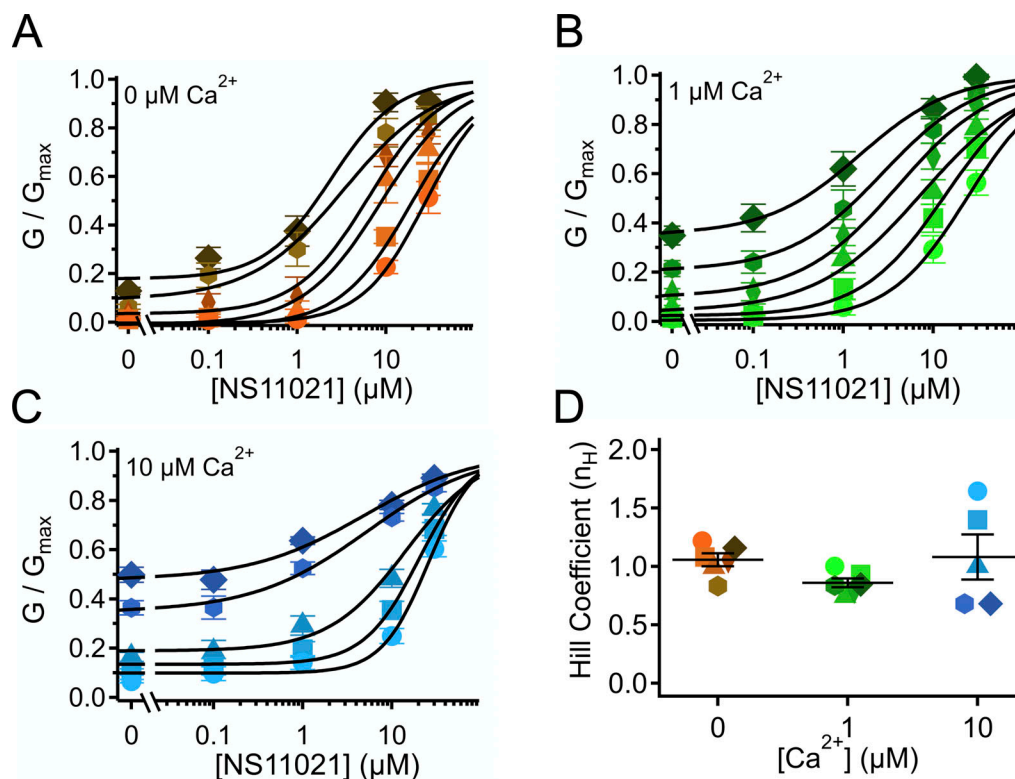 A
0 µM Ca2+
G / Gmax
1.0
0.8
0.6
0.4
0.2
0.0
0 0.1 1 10
[NS11021] (µM)
B
1 µM Ca2+
G / Gmax
1.0
0.8
0.6
0.4
0.2
0.0
0 0.1 1 10
[NS11021] (µM)
C
10 µM Ca2+
G / Gmax
1.0
0.8
0.6
0.4
0.2
0.0
0 0.1 1 10
[NS11021] (µM)
D
Hill Coefficient (nH)
2.0
1.5
1.0
0.5
0.0
0 1 10
[Ca2+] (µM)